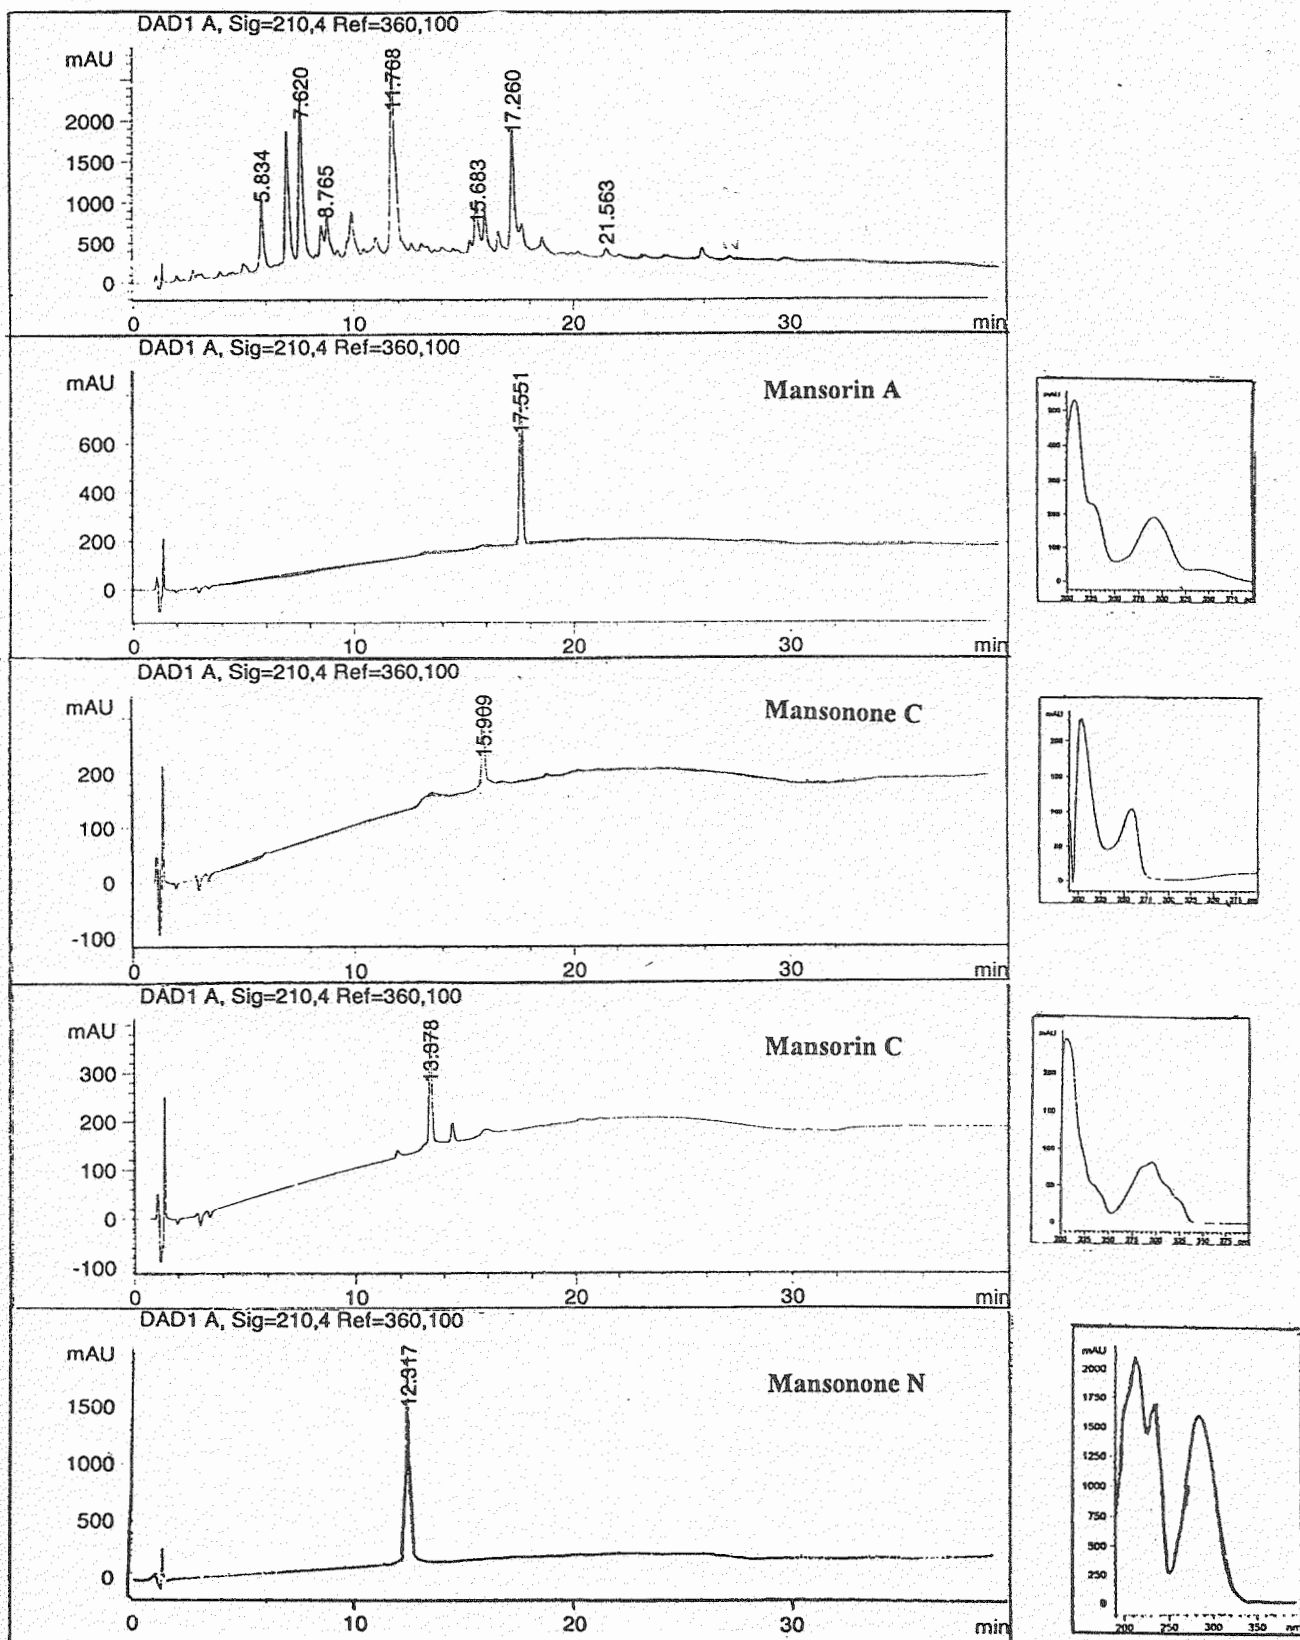 DAD1 A, Sig=210,4 Ref=360,100
mAU
2000
1500
1000
500
0
5.834
7.620
8.765
11.768
15.683
17.260
21.563
0 10 20 30 min
DAD1 A, Sig=210,4 Ref=360,100
mAU
600
400
200
0
17.551
Mansorin A
0 10 20 30 min
DAD1 A, Sig=210,4 Ref=360,100
mAU
200
100
0
-100
15.909
Mansonone C
0 10 20 30 min
DAD1 A, Sig=210,4 Ref=360,100
mAU
300
200
100
0
-100
13.378
Mansorin C
0 10 20 30 min
DAD1 A, Sig=210,4 Ref=360,100
mAU
1500
1000
500
0
12.317
Mansonone N
0 10 20 30 min
mAU
2000
1750
1500
1250
1000
750
500
250
0
200 250 300 350 nm